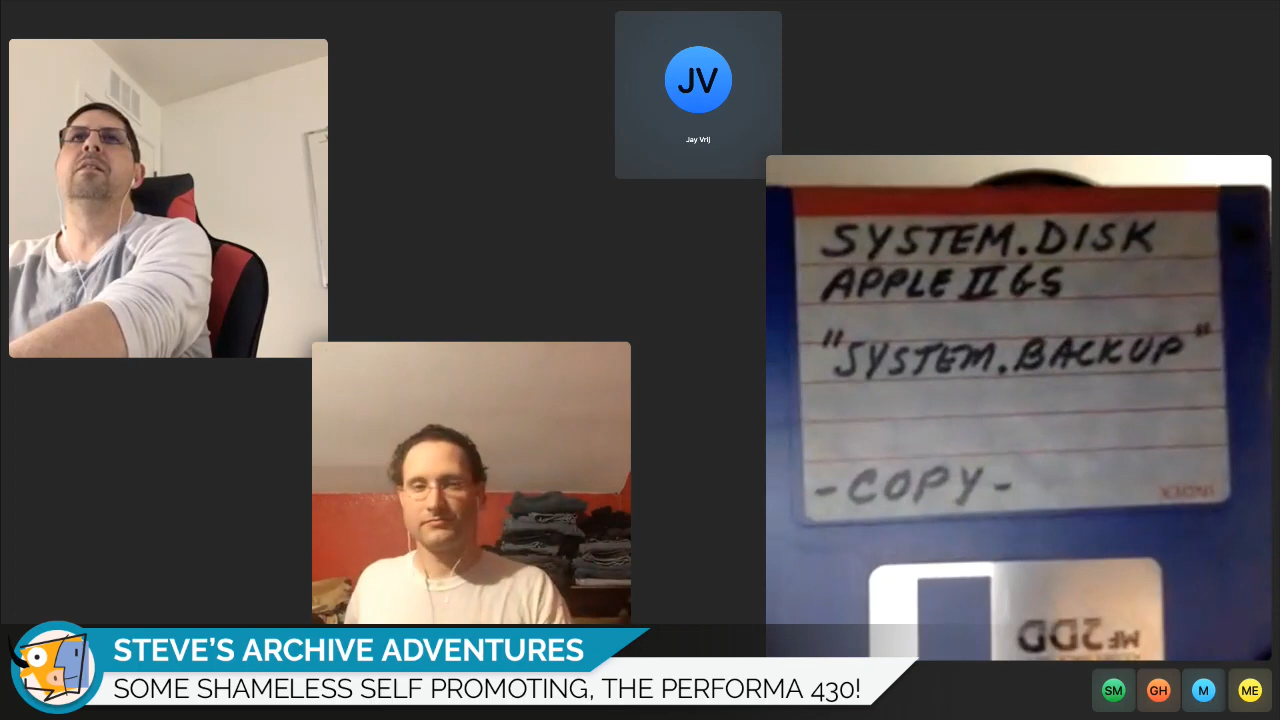 JV
Jay Vrij
SYSTEM.DISK
APPLE II GS
"SYSTEM.BACKUP"
-COPY-
INDEX
MF2DD
STEVE'S ARCHIVE ADVENTURES
SOME SHAMELESS SELF PROMOTING, THE PERFORMA 430!
SM
GH
M
ME